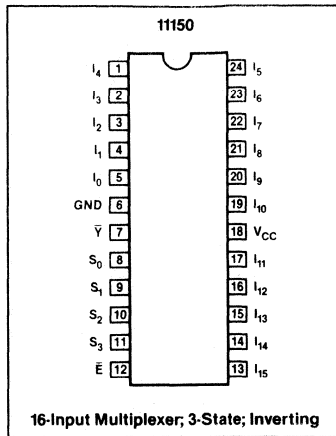 11150
I₄ 1 24 I₅
I₃ 2 23 I₆
I₂ 3 22 I₇
I₁ 4 21 I₈
I₀ 5 20 I₉
GND 6 19 I₁₀
Y̅ 7 18 V_CC
S₀ 8 17 I₁₁
S₁ 9 16 I₁₂
S₂ 10 15 I₁₃
S₃ 11 14 I₁₄
E̅ 12 13 I₁₅
16-Input Multiplexer; 3-State; Inverting